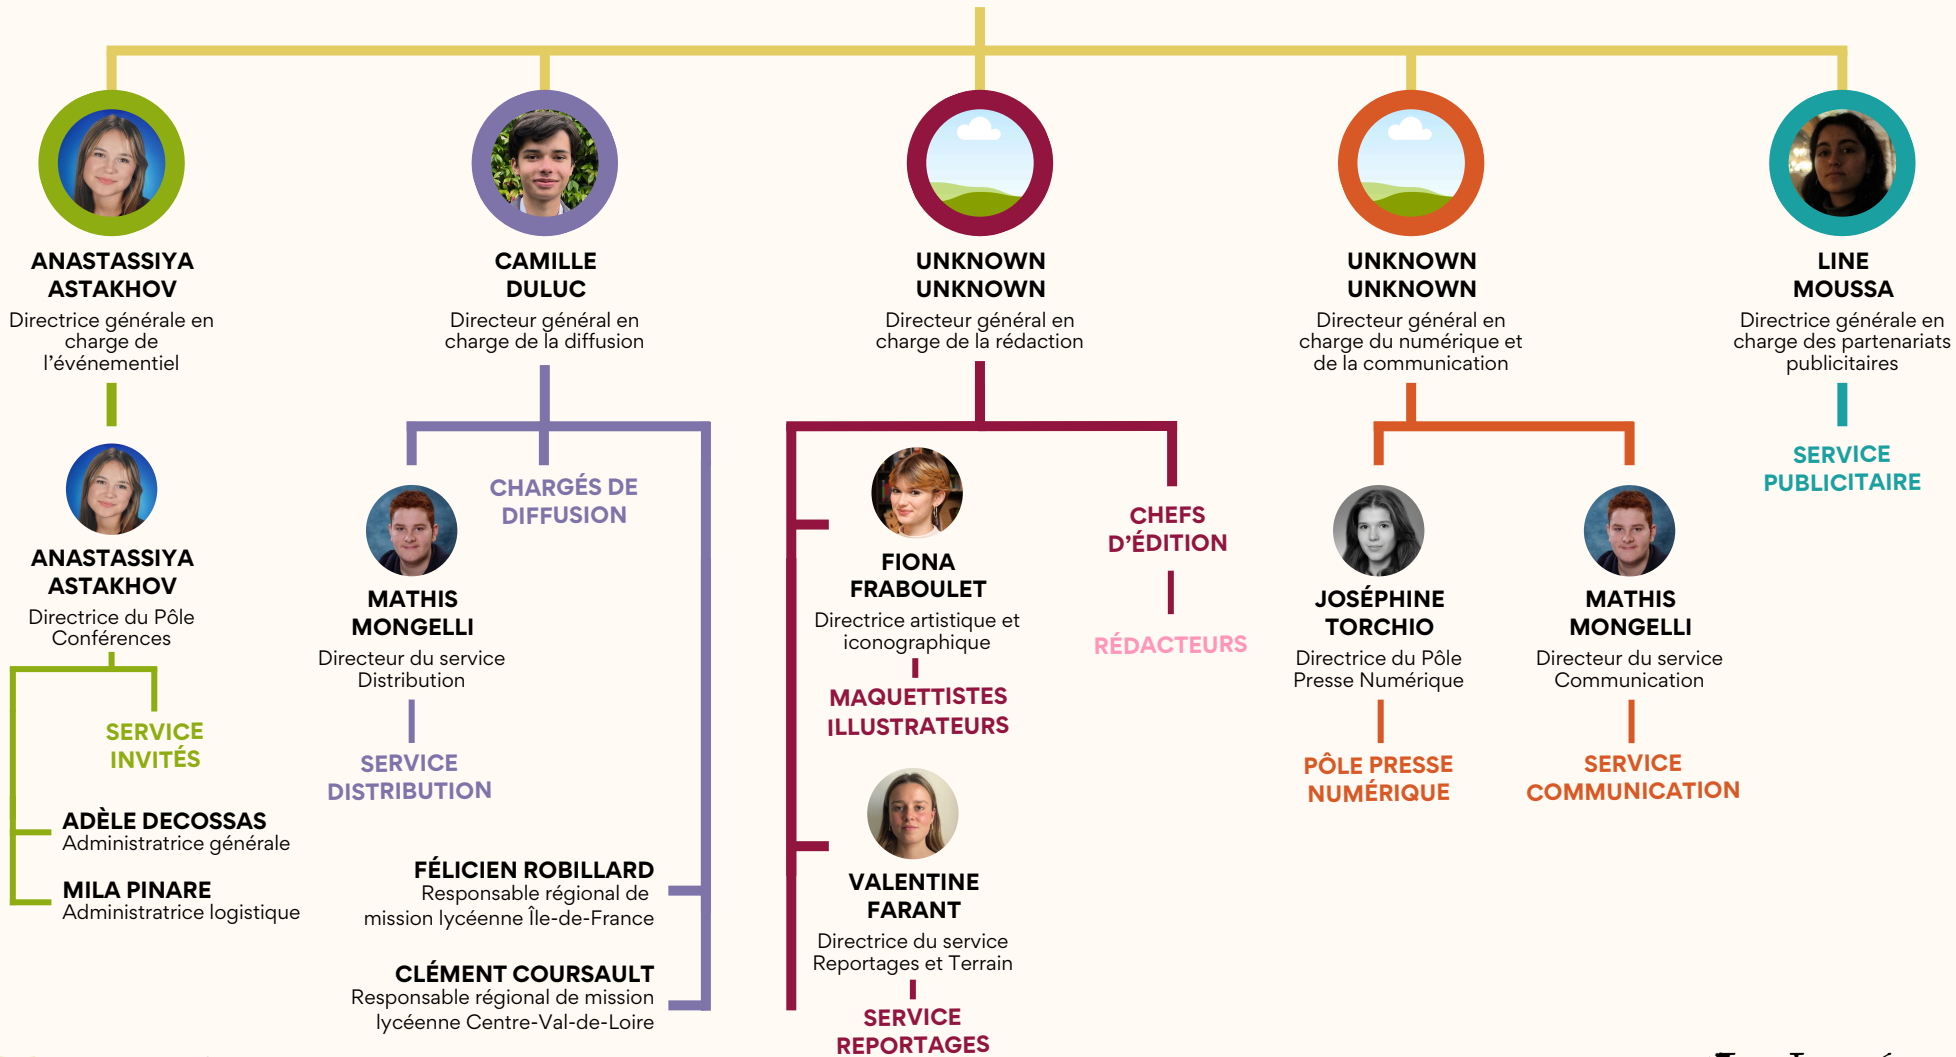 ANASTASSIYA
ASTAKHOV
Directrice générale en
charge de
l'événementiel
ANASTASSIYA
ASTAKHOV
Directrice du Pôle
Conférences
SERVICE
INVITÉS
ADÈLE DECOSSAS
Administratrice générale
MILA PINARE
Administratrice logistique
CAMILLE
DULUC
Directeur général en
charge de la diffusion
CHARGÉS DE
DIFFUSION
MATHIS
MONGELLI
Directeur du service
Distribution
SERVICE
DISTRIBUTION
FÉLICIEN ROBILLARD
Responsable régional de
mission lycéenne Île-de-France
CLÉMENT COURSAULT
Responsable régional de mission
lycéenne Centre-Val-de-Loire
UNKNOWN
UNKNOWN
Directeur général en
charge de la rédaction
FIONA
FRABOULET
Directrice artistique et
iconographique
MAQUETTISTES
ILLUSTRATEURS
VALENTINE
FARANT
Directrice du service
Reportages et Terrain
SERVICE
REPORTAGES
CHEFS
D'ÉDITION
RÉDACTEURS
UNKNOWN
UNKNOWN
Directeur général en
charge du numérique et
de la communication
JOSÉPHINE
TORCHIO
Directrice du Pôle
Presse Numérique
PÔLE PRESSE
NUMÉRIQUE
MATHIS
MONGELLI
Directeur du service
Communication
SERVICE
COMMUNICATION
LINE
MOUSSA
Directrice générale en
charge des partenariats
publicitaires
SERVICE
PUBLICITAIRE